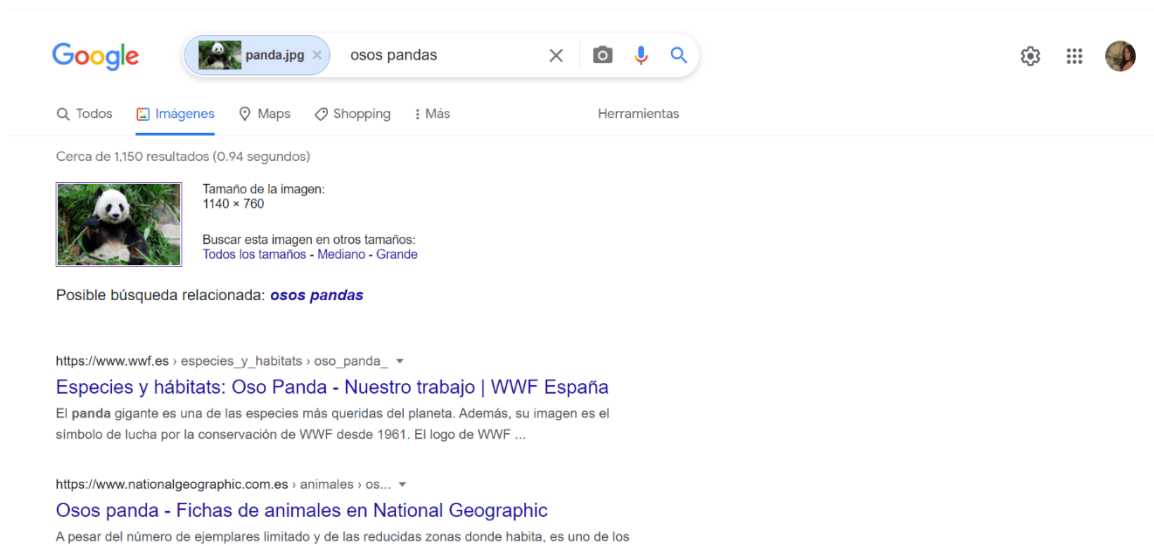 Google
panda.jpg × osos pandas
Todos Imágenes Maps Shopping Más Herramientas
Cerca de 1,150 resultados (0.94 segundos)
Tamaño de la imagen:
1140 × 760
Buscar esta imagen en otros tamaños:
Todos los tamaños - Mediano - Grande
Posible búsqueda relacionada: osos pandas
https://www.wwf.es › especies_y_habitats › oso_panda_
Especies y hábitats: Oso Panda - Nuestro trabajo | WWF España
El panda gigante es una de las especies más queridas del planeta. Además, su imagen es el
símbolo de lucha por la conservación de WWF desde 1961. El logo de WWF ...
https://www.nationalgeographic.com.es › animales › os...
Osos panda - Fichas de animales en National Geographic
A pesar del número de ejemplares limitado y de las reducidas zonas donde habita, es uno de los